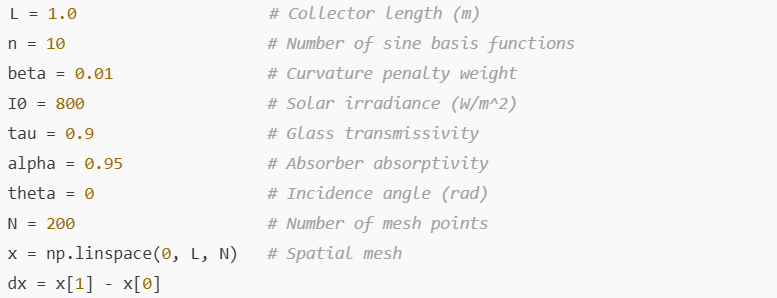 L = 1.0 # Collector length (m)
n = 10 # Number of sine basis functions
beta = 0.01 # Curvature penalty weight
I0 = 800 # Solar irradiance (W/m^2)
tau = 0.9 # Glass transmissivity
alpha = 0.95 # Absorber absorptivity
theta = 0 # Incidence angle (rad)
N = 200 # Number of mesh points
x = np.linspace(0, L, N) # Spatial mesh
dx = x[1] - x[0]